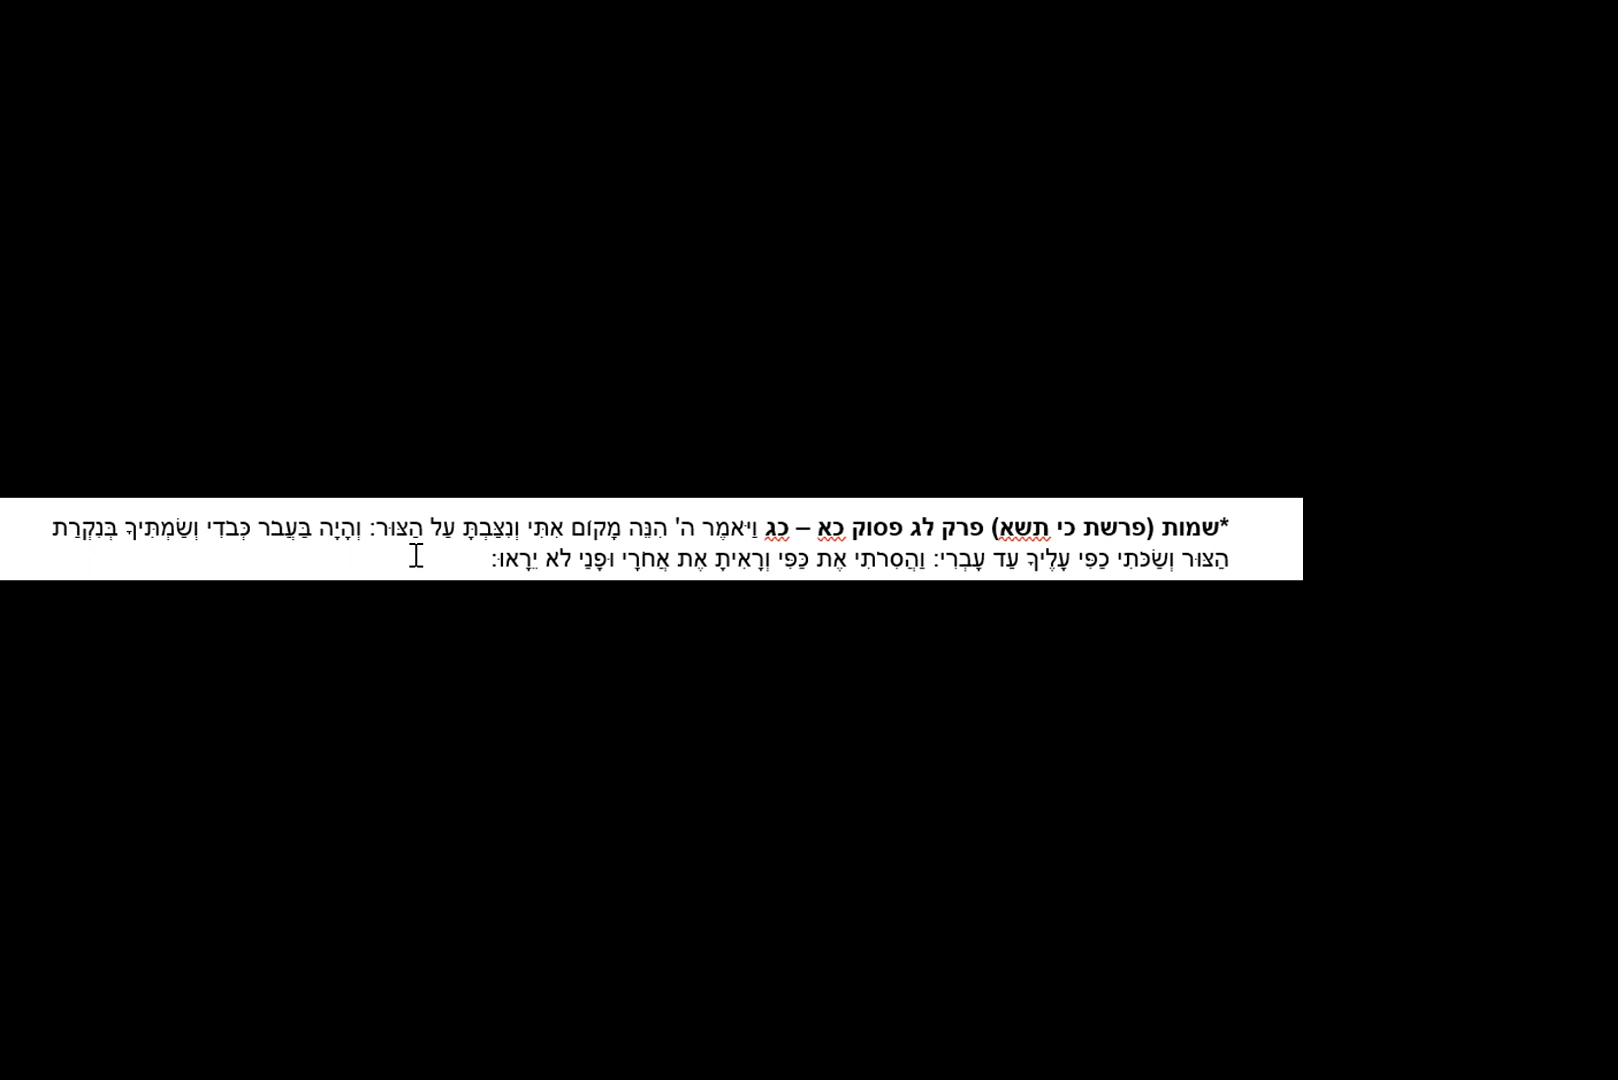 *שמות (פרשת כי תשא) פרק לג פסוק כא – כג וַיֹּאמֶר ה' הִנֵּה מָקוֹם אִתִּי וְנִצַּבְתָּ עַל הַצּוּר: וְהָיָה בַּעֲבֹר כְּבֹדִי וְשַׂמְתִּיךָ בְּנִקְרַת
הַצּוּר וְשַׂכֹּתִי כַפִּי עָלֶיךָ עַד עָבְרִי: וַהֲסִרֹתִי אֶת כַּפִּי וְרָאִיתָ אֶת אֲחֹרָי וּפָנַי לֹא יֵרָאוּ: